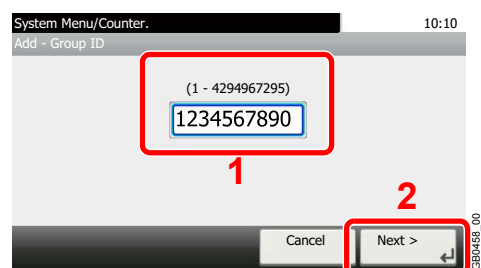 System Menu/Counter. 10:10
Add - Group ID
(1 - 4294967295)
1234567890
1
2
Cancel Next >
GB0458_00